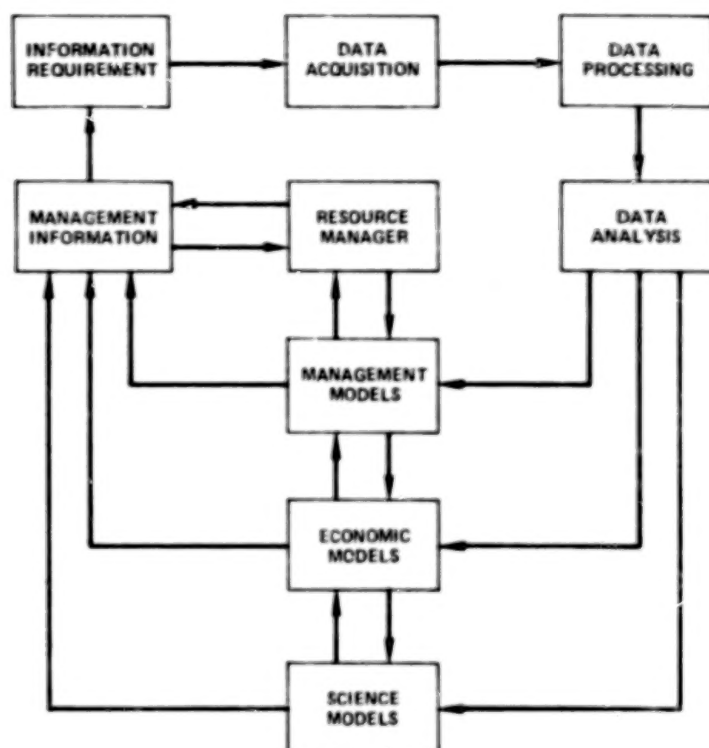 INFORMATION
REQUIREMENT
DATA
ACQUISITION
DATA
PROCESSING
MANAGEMENT
INFORMATION
RESOURCE
MANAGER
DATA
ANALYSIS
MANAGEMENT
MODELS
ECONOMIC
MODELS
SCIENCE
MODELS